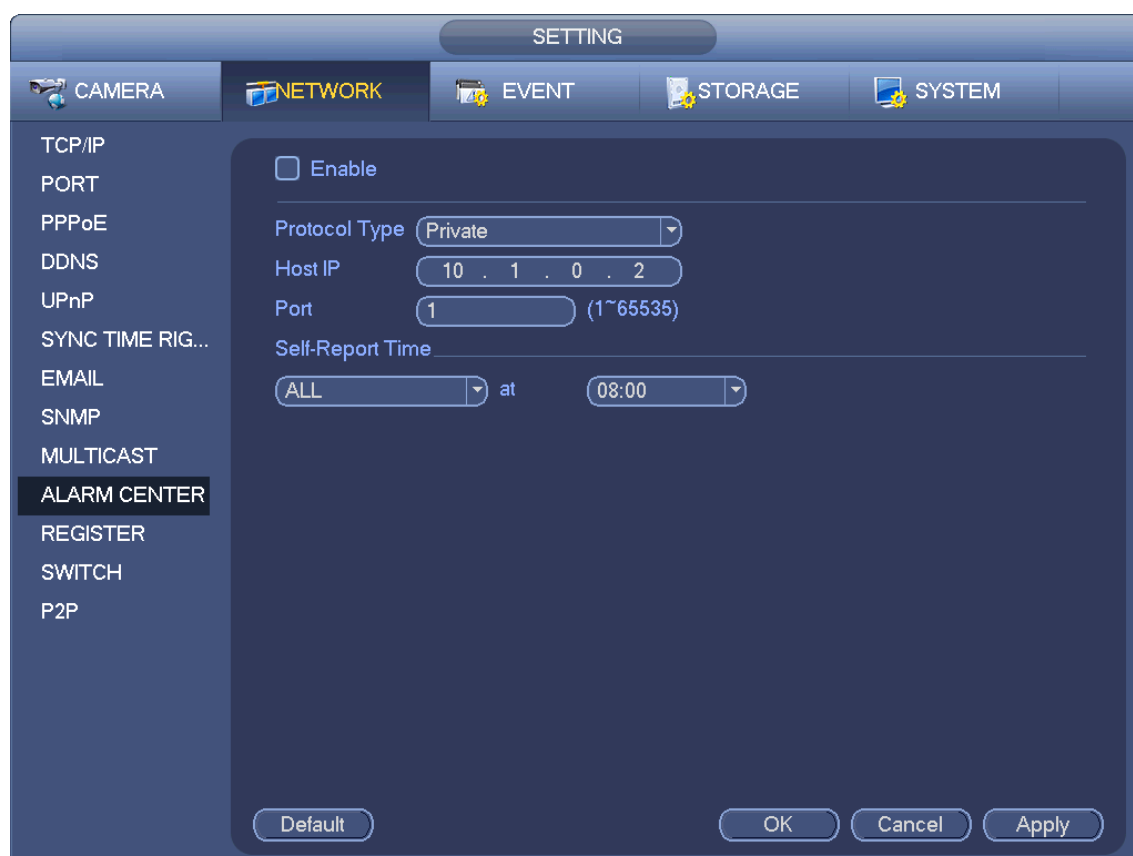 SETTING
CAMERA NETWORK EVENT STORAGE SYSTEM
TCP/IP
PORT
PPPoE
DDNS
UPnP
SYNC TIME RIG...
EMAIL
SNMP
MULTICAST
ALARM CENTER
REGISTER
SWITCH
P2P
Enable
Protocol Type Private
Host IP 10 . 1 . 0 . 2
Port 1 (1~65535)
Self-Report Time
ALL at 08:00
Default OK Cancel Apply